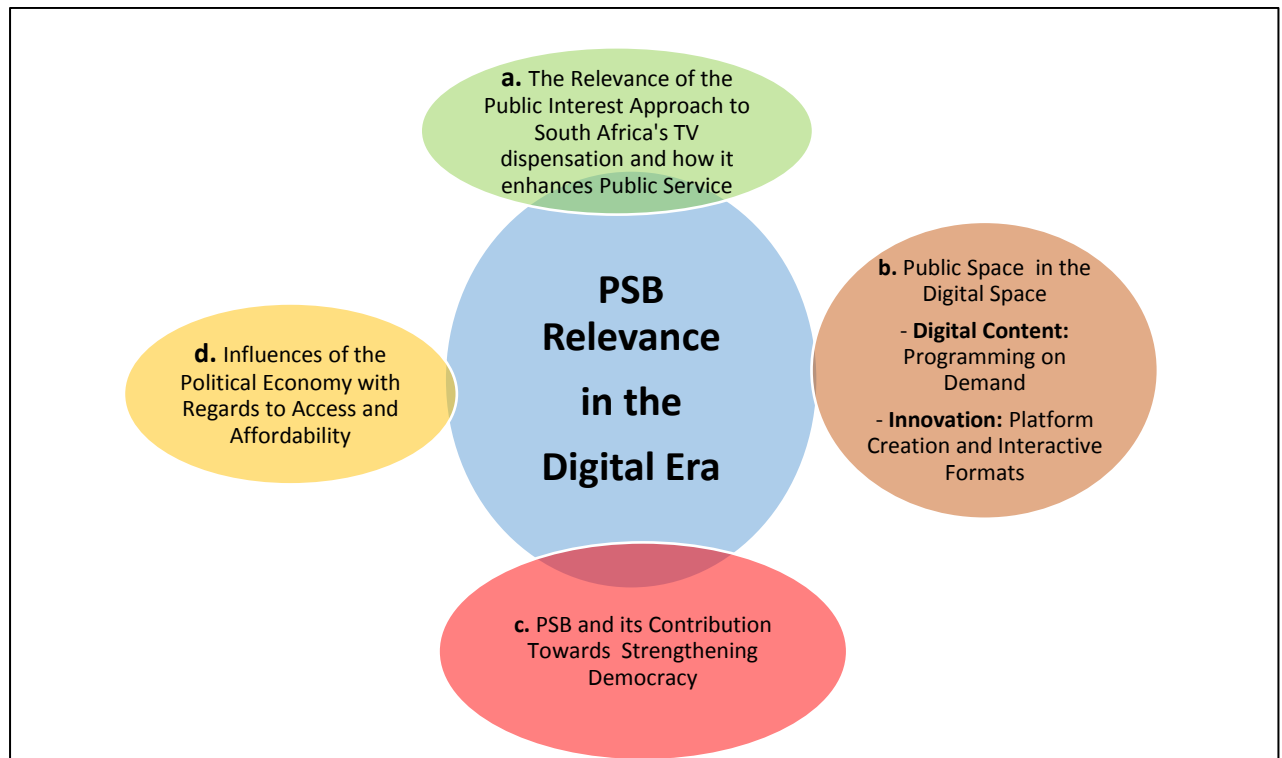 a. The Relevance of the
Public Interest Approach to
South Africa's TV
dispensation and how it
enhances Public Service
PSB
Relevance
in the
Digital Era
b. Public Space in the
Digital Space
- Digital Content:
Programming on
Demand
- Innovation: Platform
Creation and Interactive
Formats
c. PSB and its Contribution
Towards Strengthening
Democracy
d. Influences of the
Political Economy with
Regards to Access and
Affordability